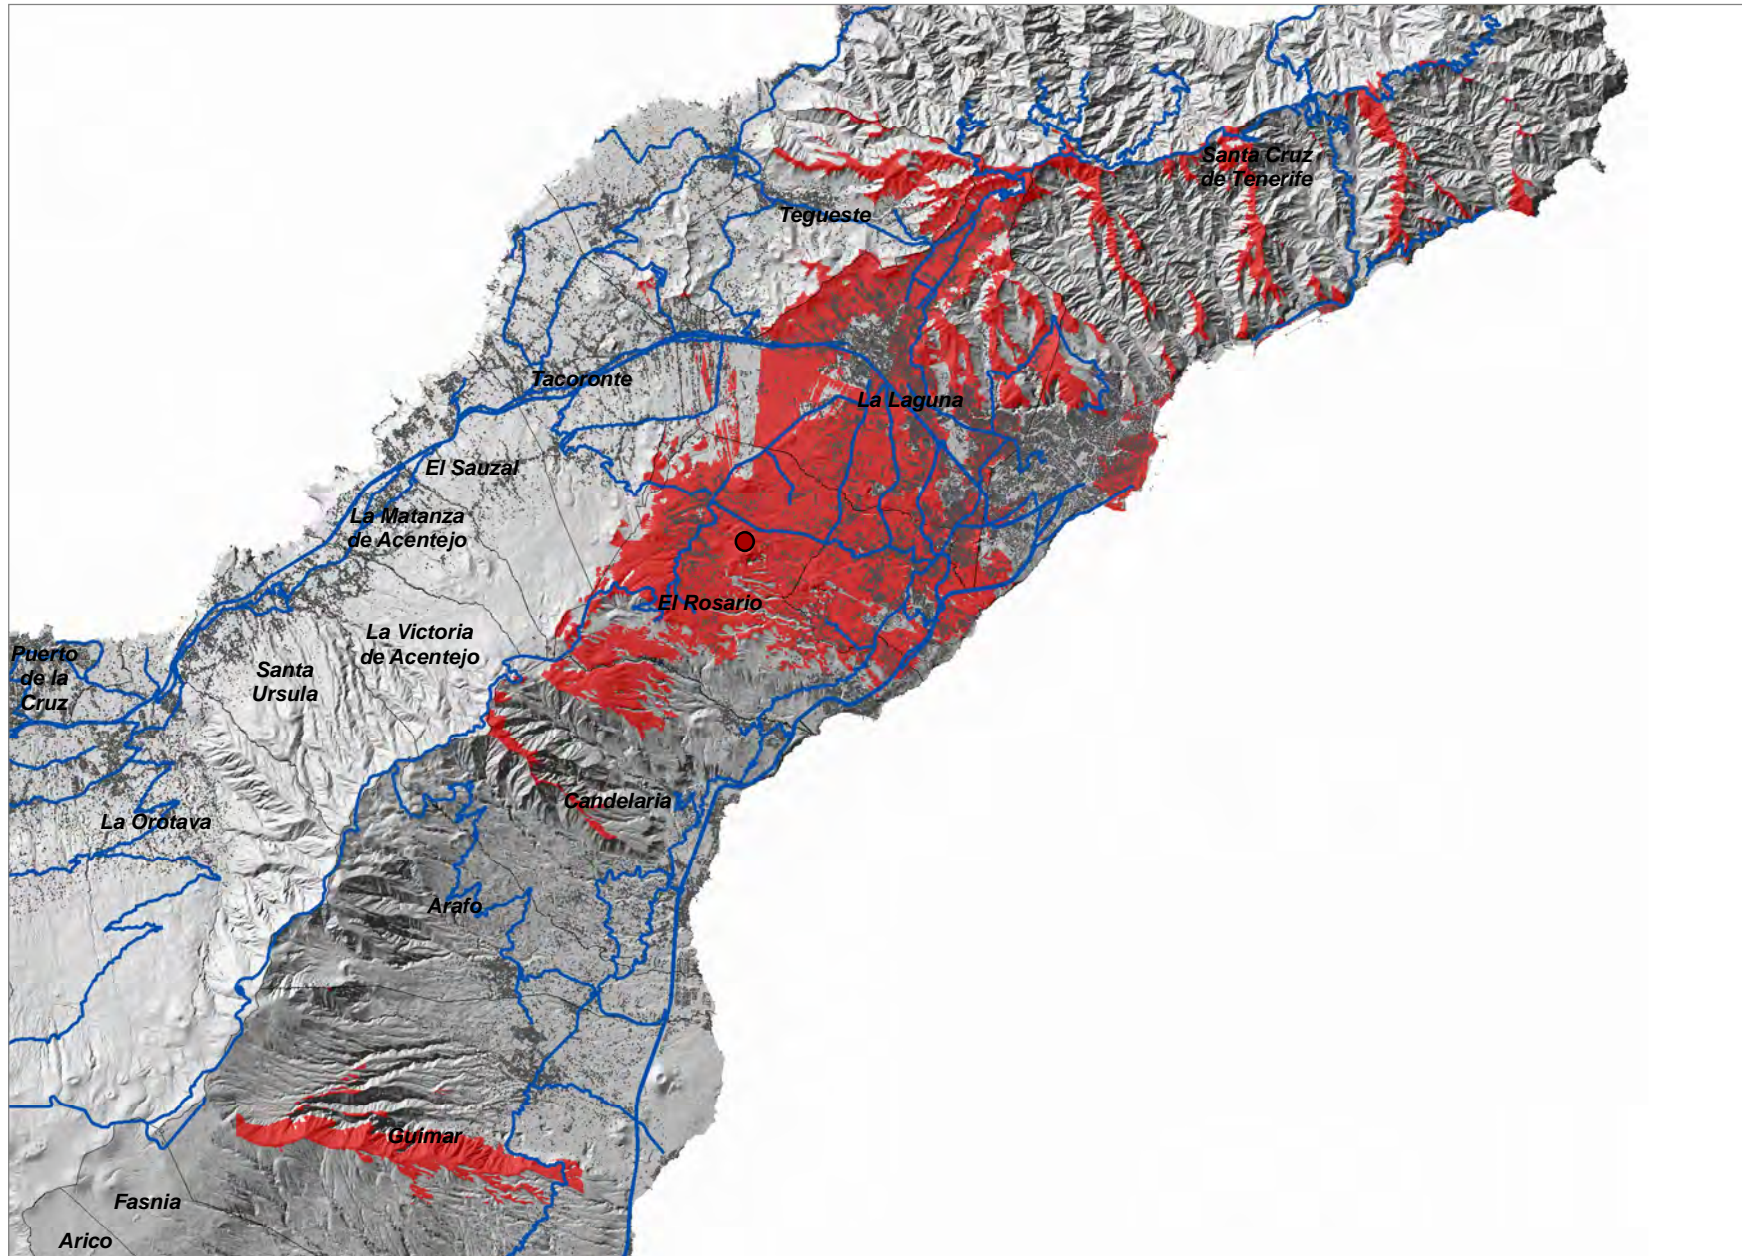 Santa Cruz
de Tenerife
Tegueste
Tacoronte
La Laguna
El Sauzal
La Matanza
de Acentejo
El Rosario
La Victoria
de Acentejo
Puerto
de la
Cruz
Santa
Ursula
Candelaria
La Orotava
Arafo
Guimar
Fasnia
Arico